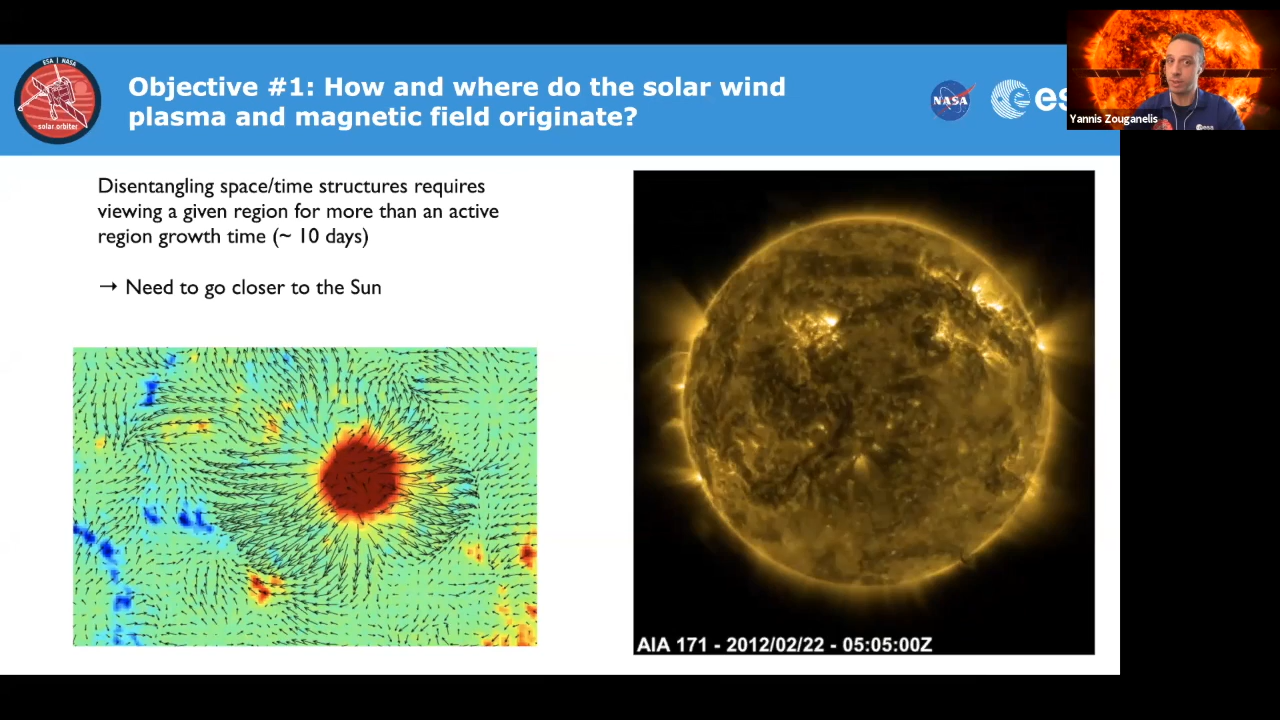 ESA | NASA
solar orbiter
Objective #1: How and where do the solar wind
plasma and magnetic field originate?
NASA
es
Yannis Zouganelis
esa
Disentangling space/time structures requires
viewing a given region for more than an active
region growth time (~ 10 days)
→ Need to go closer to the Sun
AIA 171 - 2012/02/22 - 05:05:00Z